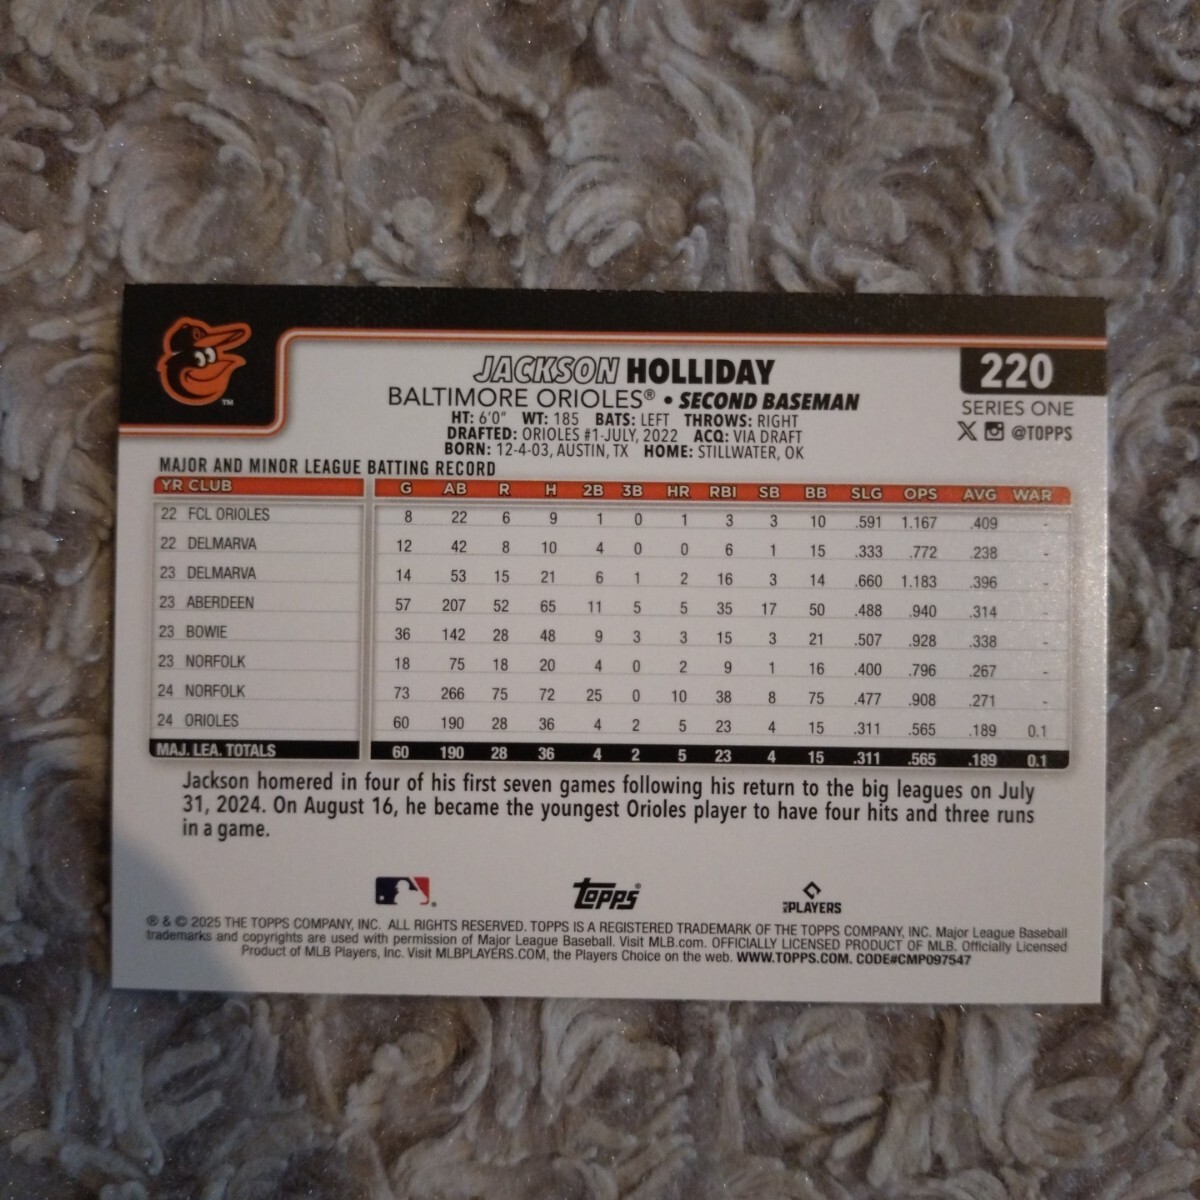 JACKSON HOLLIDAY
220
BALTIMORE ORIOLES® • SECOND BASEMAN
SERIES ONE
HT: 6'0" WT: 185 BATS: LEFT THROWS: RIGHT
@TOPPS
DRAFTED: ORIOLES #1-JULY, 2022 ACQ: VIA DRAFT
BORN: 12-4-03, AUSTIN, TX HOME: STILLWATER, OK
MAJOR AND MINOR LEAGUE BATTING RECORD
YR CLUB G AB R H 2B 3B HR RBI SB BB SLG OPS AVG WAR
22 FCL ORIOLES 8 22 6 9 1 0 1 3 3 10 .591 1.167 .409 -
22 DELMARVA 12 42 8 10 4 0 0 6 1 15 .333 .772 .238 -
23 DELMARVA 14 53 15 21 6 1 2 16 3 14 .660 1.183 .396 -
23 ABERDEEN 57 207 52 65 11 5 5 35 17 50 .488 .940 .314 -
23 BOWIE 36 142 28 48 9 3 3 15 3 21 .507 .928 .338 -
23 NORFOLK 18 75 18 20 4 0 2 9 1 16 .400 .796 .267 -
24 NORFOLK 73 266 75 72 25 0 10 38 8 75 .477 .908 .271 -
24 ORIOLES 60 190 28 36 4 2 5 23 4 15 .311 .565 .189 0.1
MAJ. LEA. TOTALS 60 190 28 36 4 2 5 23 4 15 .311 .565 .189 0.1
Jackson homered in four of his first seven games following his return to the big leagues on July
31, 2024. On August 16, he became the youngest Orioles player to have four hits and three runs
in a game.
topps®
MLB PLAYERS
® & © 2025 THE TOPPS COMPANY, INC. ALL RIGHTS RESERVED. TOPPS IS A REGISTERED TRADEMARK OF THE TOPPS COMPANY, INC. Major League Baseball
trademarks and copyrights are used with permission of Major League Baseball. Visit MLB.com. OFFICIALLY LICENSED PRODUCT OF MLB. Officially Licensed
Product of MLB Players, Inc. Visit MLBPLAYERS.COM, the Players Choice on the web. WWW.TOPPS.COM. CODE#CMP097547